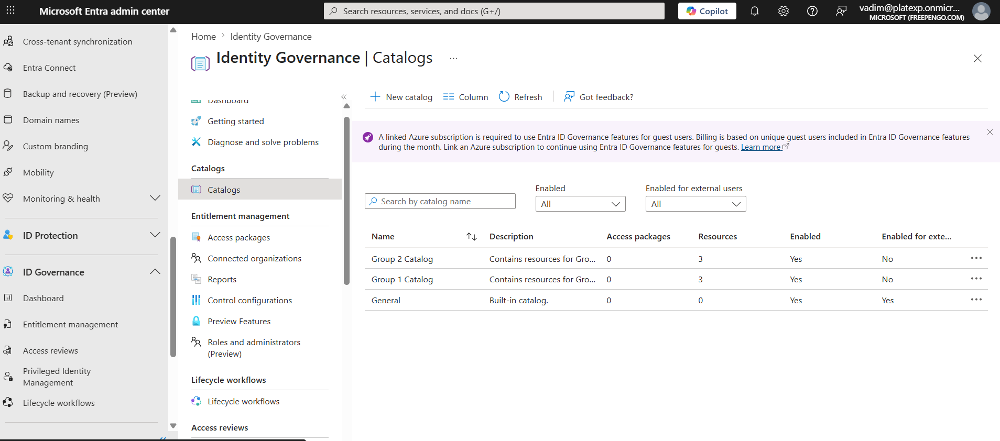 Microsoft Entra admin center
Search resources, services, and docs (G+/)
Copilot
vadim@platexp.onmicr...
MICROSOFT (FREEPENGO.COM)
Cross-tenant synchronization
Entra Connect
Backup and recovery (Preview)
Domain names
Custom branding
Mobility
Monitoring & health
ID Protection
ID Governance
Dashboard
Entitlement management
Access reviews
Privileged Identity
Management
Lifecycle workflows
Home > Identity Governance
Identity Governance | Catalogs
...
Dashboard
Getting started
Diagnose and solve problems
Catalogs
Catalogs
Entitlement management
Access packages
Connected organizations
Reports
Control configurations
Preview Features
Roles and administrators
(Preview)
Lifecycle workflows
Lifecycle workflows
Access reviews
New catalog
Column
Refresh
Got feedback?
A linked Azure subscription is required to use Entra ID Governance features for guest users. Billing is based on unique guest users included in Entra ID Governance features
during the month. Link an Azure subscription to continue using Entra ID Governance features for guests. Learn more
Enabled
Enabled for external users
Search by catalog name
All
All
Name Description Access packages Resources Enabled Enabled for exte...
Group 2 Catalog Contains resources for Gro... 0 3 Yes No
Group 1 Catalog Contains resources for Gro... 0 3 Yes No
General Built-in catalog. 0 0 Yes Yes